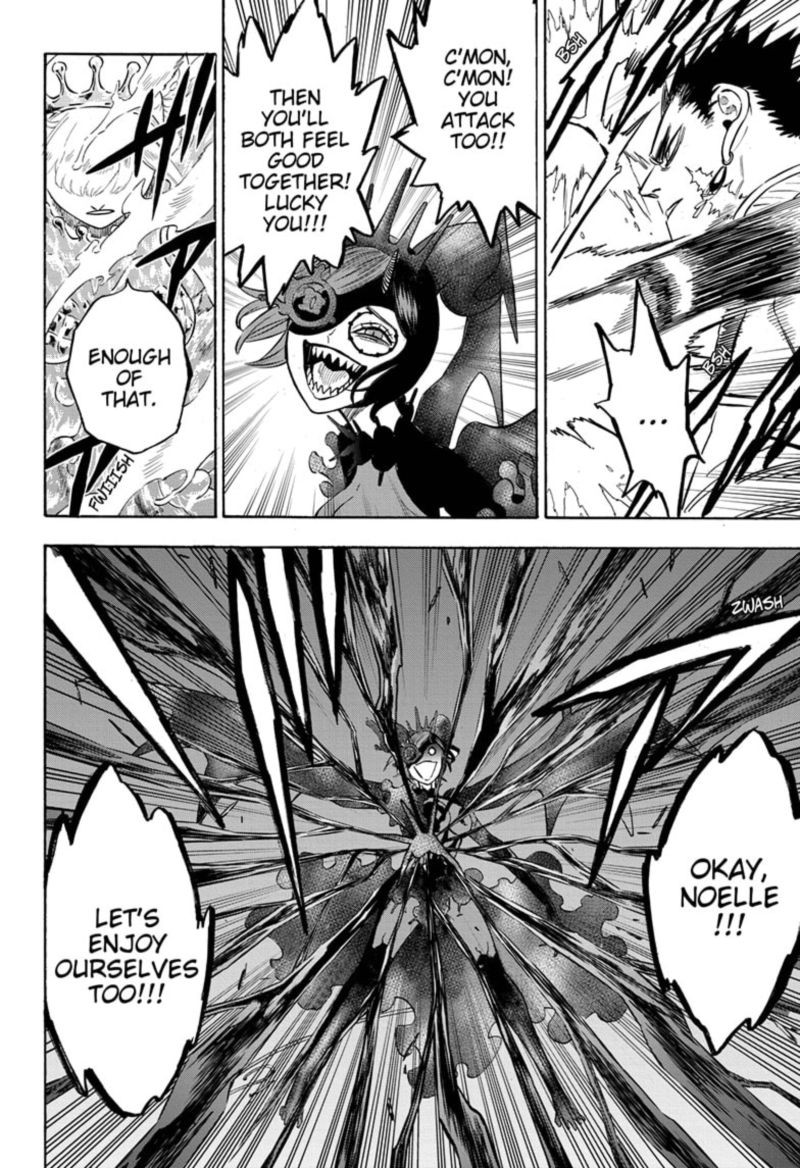 BSH
BSH
...
C'MON,
C'MON!
YOU
ATTACK
TOO!!
THEN
YOU'LL
BOTH FEEL
GOOD
TOGETHER!
LUCKY
YOU!!!
ENOUGH
OF
THAT.
FWIIISH
ZWASH
OKAY,
NOELLE
!!!
LET'S
ENJOY
OURSELVES
TOO!!!